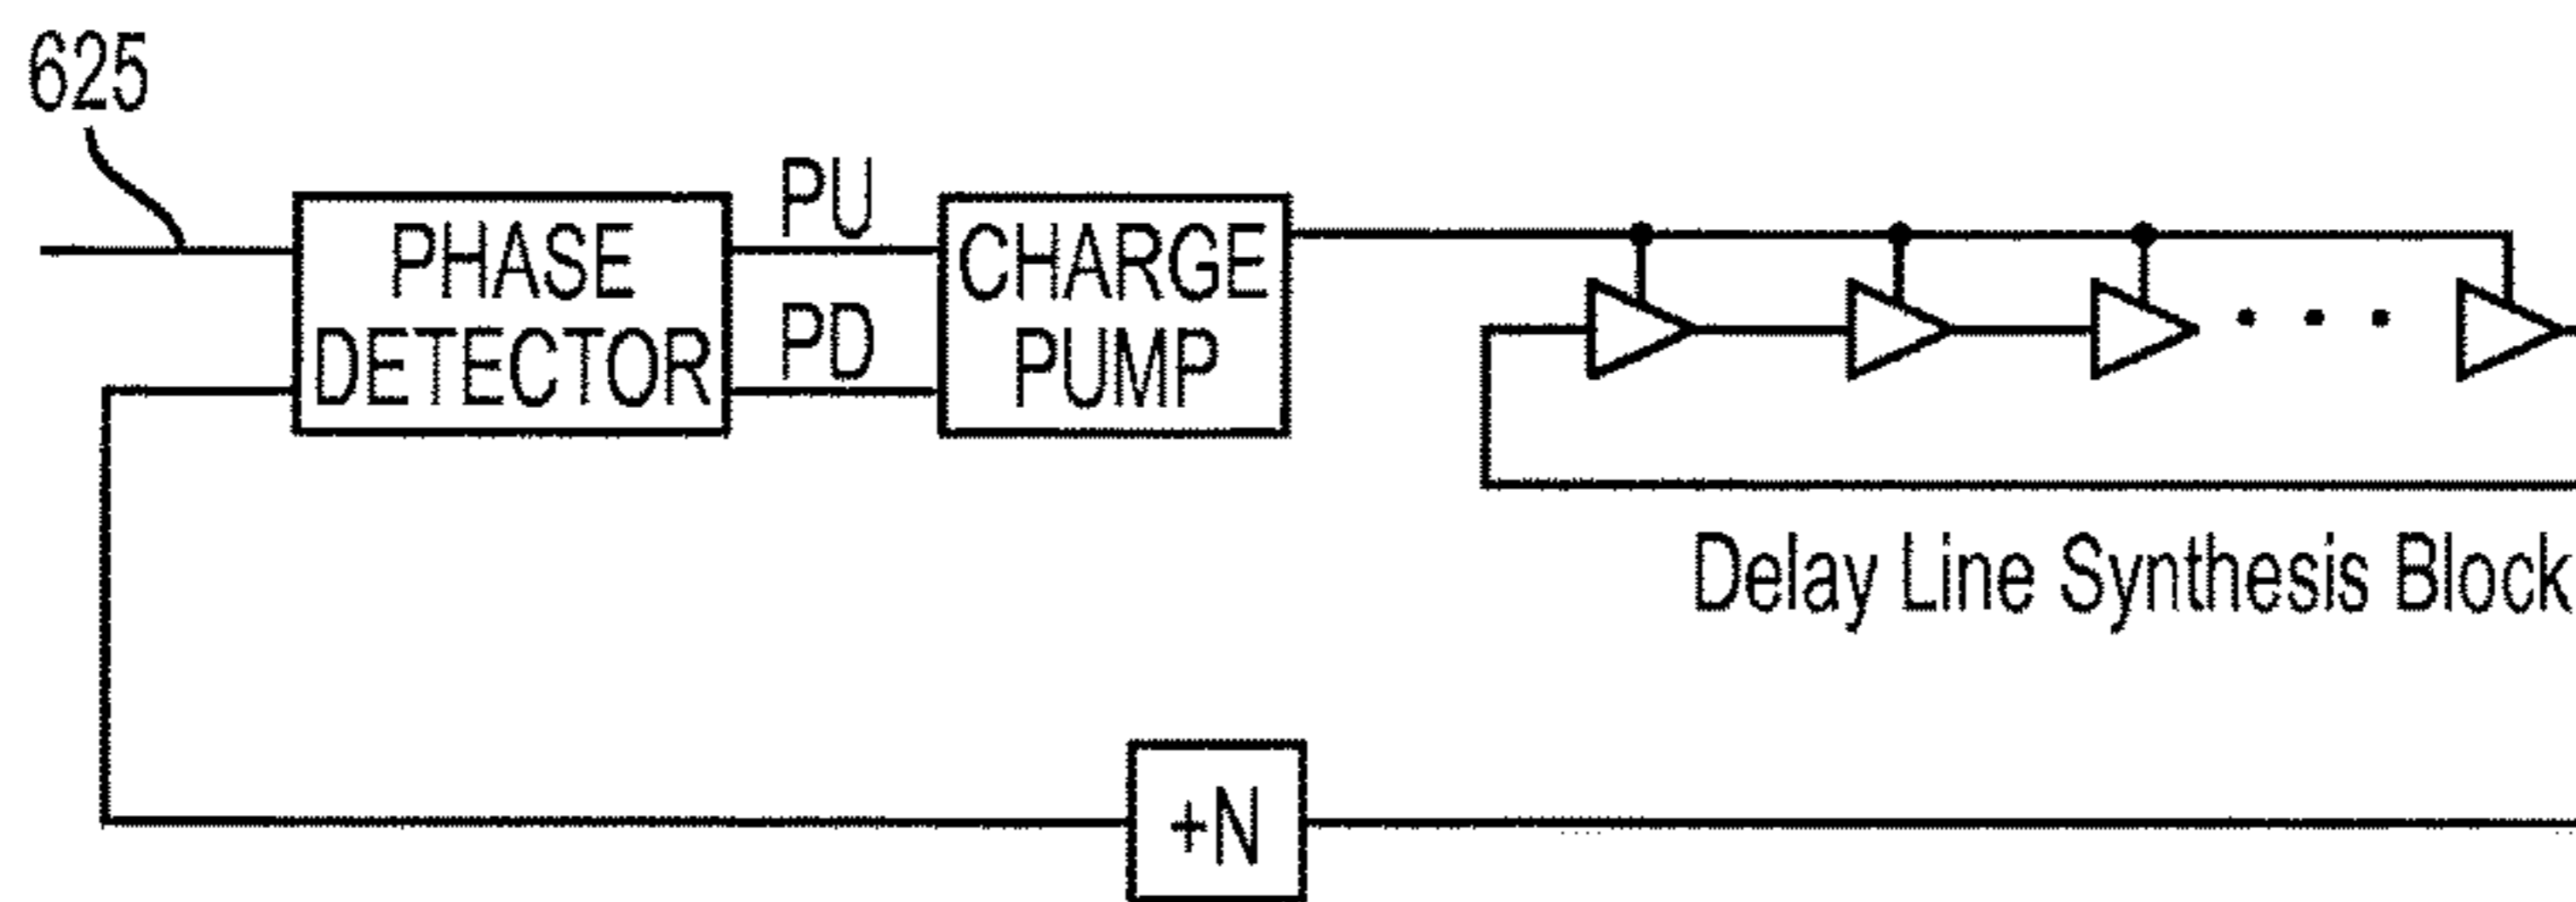 625
PHASE
DETECTOR
PU
PD
CHARGE
PUMP
Delay Line Synthesis Block
+N